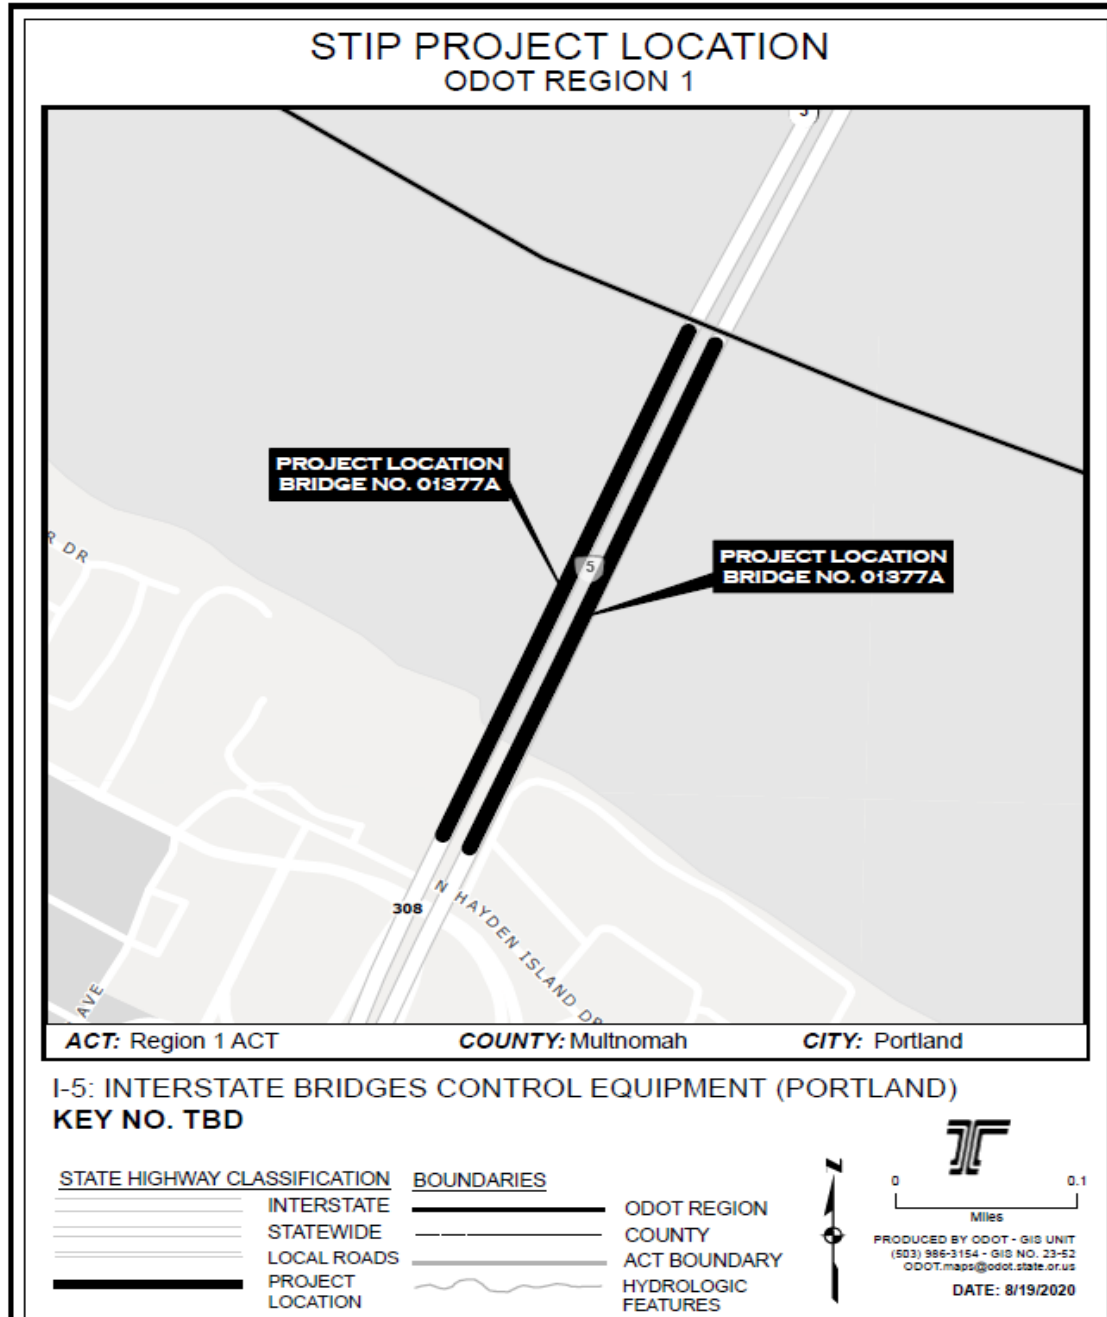 STIP PROJECT LOCATION
ODOT REGION 1
5
PROJECT LOCATION
BRIDGE NO. 01377A
R DR
5
PROJECT LOCATION
BRIDGE NO. 01377A
308
N HAYDEN ISLAND DR
AVE
ACT: Region 1 ACT COUNTY: Multnomah CITY: Portland
I-5: INTERSTATE BRIDGES CONTROL EQUIPMENT (PORTLAND)
KEY NO. TBD
STATE HIGHWAY CLASSIFICATION
INTERSTATE
STATEWIDE
LOCAL ROADS
PROJECT
LOCATION
BOUNDARIES
ODOT REGION
COUNTY
ACT BOUNDARY
HYDROLOGIC
FEATURES
N
0 0.1
Miles
PRODUCED BY ODOT - GIS UNIT
(503) 986-3154 - GIS NO. 23-52
ODOT.maps@odot.state.or.us
DATE: 8/19/2020